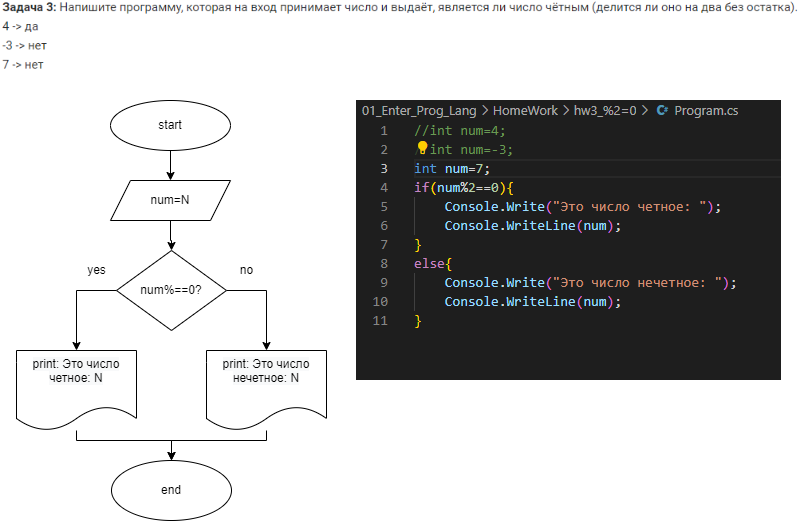 Задача 3: Напишите программу, которая на вход принимает число и выдаёт, является ли число чётным (делится ли оно на два без остатка).
4 -> да
-3 -> нет
7 -> нет
start
num=N
yes
no
num%==0?
print: Это число
четное: N
print: Это число
нечетное: N
end
01_Enter_Prog_Lang > HomeWork > hw3_%2=0 > Program.cs
1 //int num=4;
2 /int num=-3;
3 int num=7;
4 if(num%2==0){
5 Console.Write("Это число четное: ");
6 Console.WriteLine(num);
7 }
8 else{
9 Console.Write("Это число нечетное: ");
10 Console.WriteLine(num);
11 }